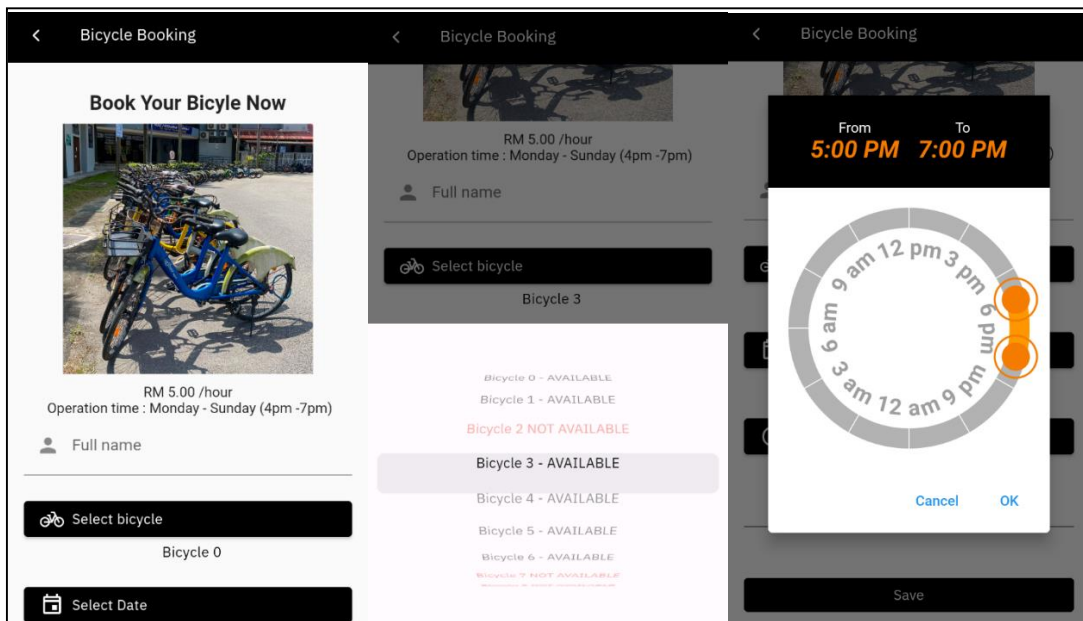 Bicycle Booking
Book Your Bicyle Now
RM 5.00 /hour
Operation time : Monday - Sunday (4pm -7pm)
Full name
Select bicycle
Bicycle 0
Select Date
Bicycle Booking
RM 5.00 /hour
Operation time : Monday - Sunday (4pm -7pm)
Full name
Select bicycle
Bicycle 3
Bicycle 0 - AVAILABLE
Bicycle 1 - AVAILABLE
Bicycle 2 NOT AVAILABLE
Bicycle 3 - AVAILABLE
Bicycle 4 - AVAILABLE
Bicycle 5 - AVAILABLE
Bicycle 6 - AVAILABLE
Bicycle 7 NOT AVAILABLE
Bicycle Booking
From To
5:00 PM 7:00 PM
12 pm
3 pm
6 pm
9 pm
12 am
3 am
6 am
9 am
Cancel OK
Save